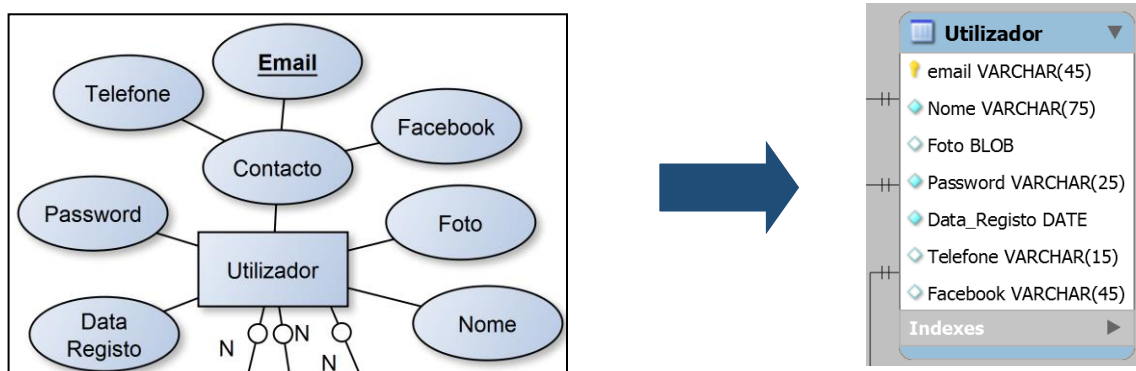 Email
Telefone
Facebook
Contacto
Password
Foto
Utilizador
Data
Registo
Nome
N
N
N
Utilizador
email VARCHAR(45)
Nome VARCHAR(75)
Foto BLOB
Password VARCHAR(25)
Data_Registo DATE
Telefone VARCHAR(15)
Facebook VARCHAR(45)
Indexes